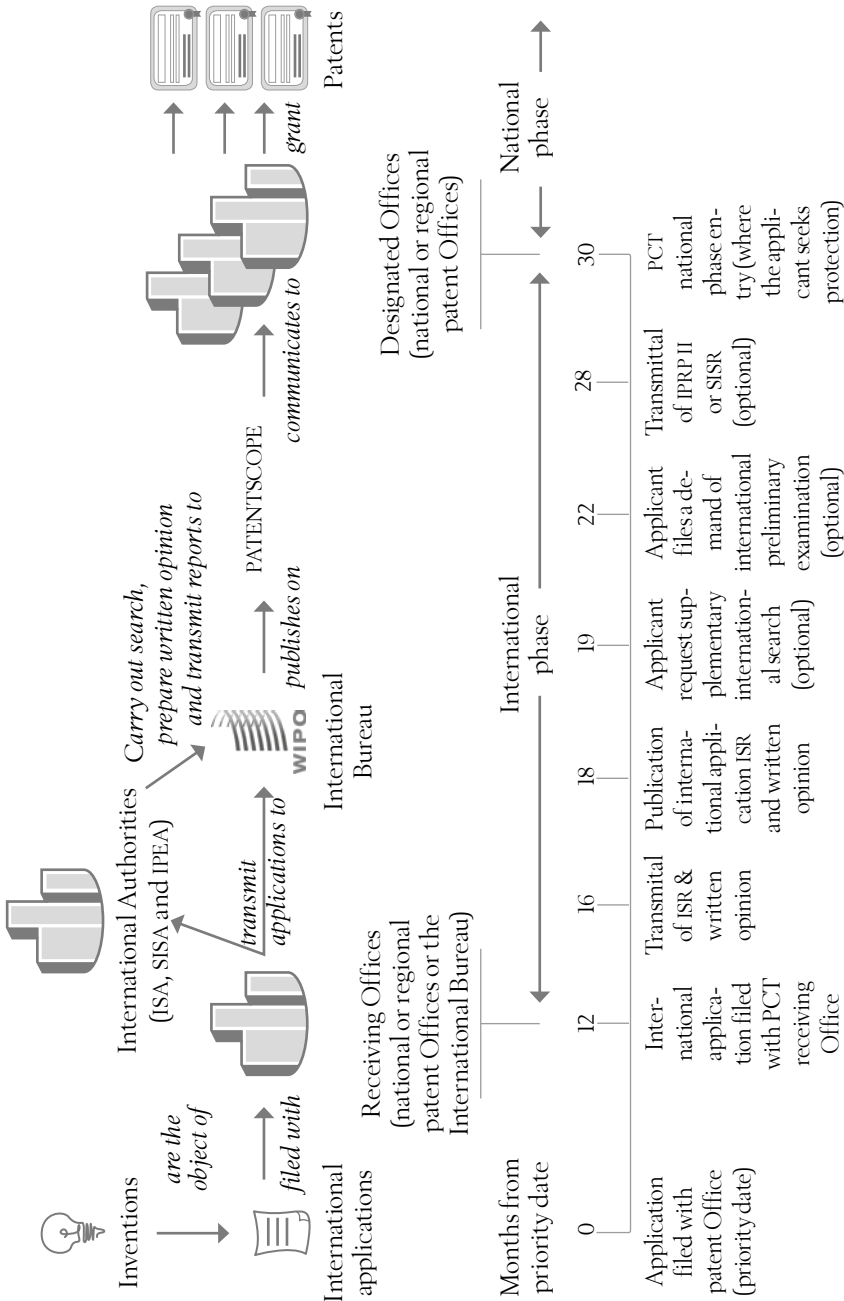 Inventions
are the
object of
International
applications
filed with
International Authorities
(ISA, SISA and IPEA)
transmit
applications to
Receiving Offices
(national or regional
patent Offices or the
International Bureau)
Carry out search,
prepare written opinion
and transmit reports to
WIPO
International
Bureau
publishes on
PATENTSCOPE
communicates to
Designated Offices
(national or regional
patent Offices)
grant
Patents
Months from
priority date
International
phase
National
phase
0
12
16
18
19
22
28
30
Application
filed with
patent Office
(priority date)
Inter-
national
applica-
tion filed
with PCT
receiving
Office
Transmital
of ISR &
written
opinion
Publication
of interna-
tional appli-
cation ISR
and written
opinion
Applicant
request sup-
plementary
internation-
al search
(optional)
Applicant
files a de-
mand of
international
preliminary
examination
(optional)
Transmittal
of IPRP II
or SISR
(optional)
PCT
national
phase en-
try (where
the appli-
cant seeks
protection)